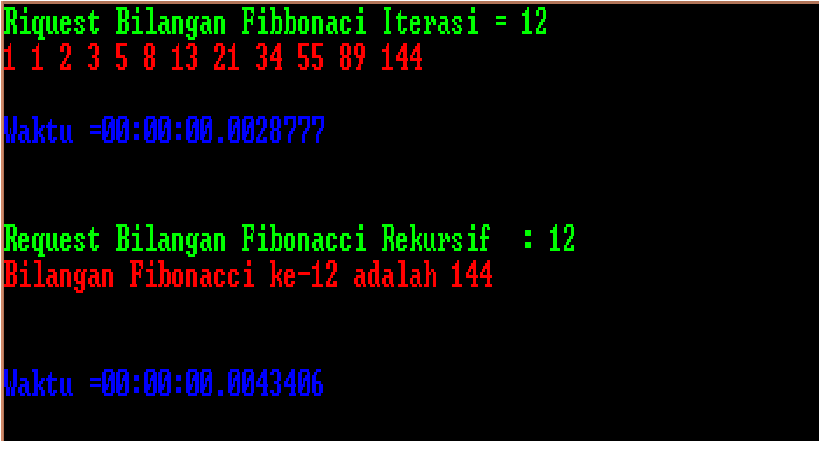 Riquest Bilangan Fibbonaci Iterasi = 12
1 1 2 3 5 8 13 21 34 55 89 144
Waktu =00:00:00.0028777
Request Bilangan Fibonacci Rekursif : 12
Bilangan Fibonacci ke-12 adalah 144
Waktu =00:00:00.0043406